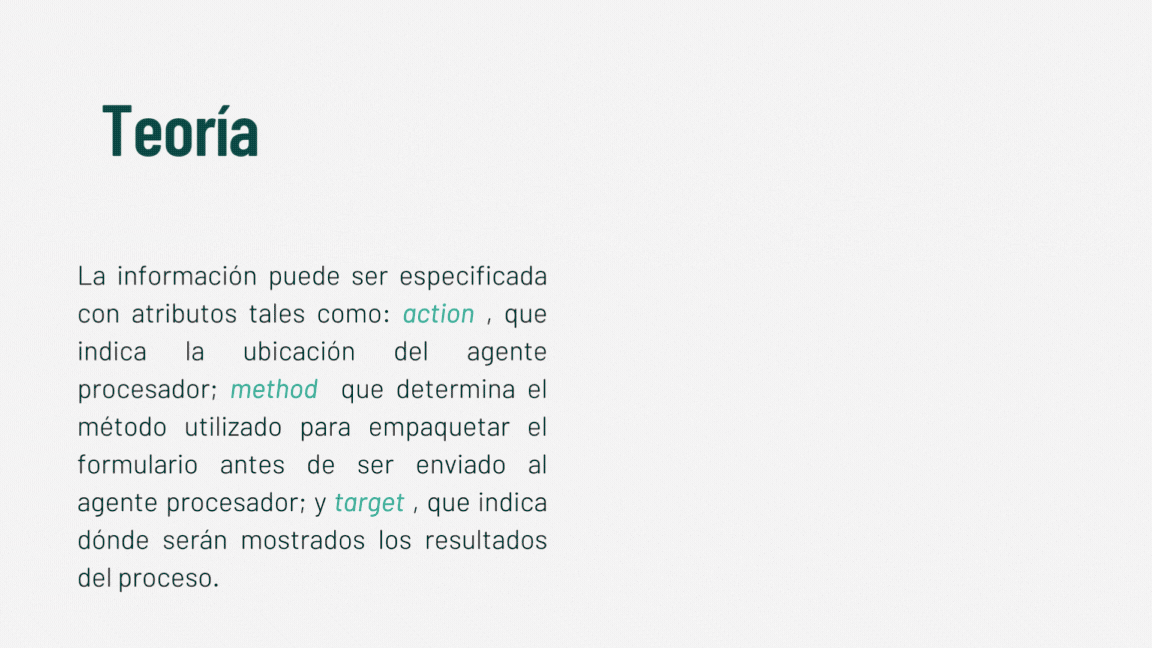 Teoría
La información puede ser especificada
con atributos tales como: action , que
indica la ubicación del agente
procesador; method que determina el
método utilizado para empaquetar el
formulario antes de ser enviado al
agente procesador; y target , que indica
dónde serán mostrados los resultados
del proceso.